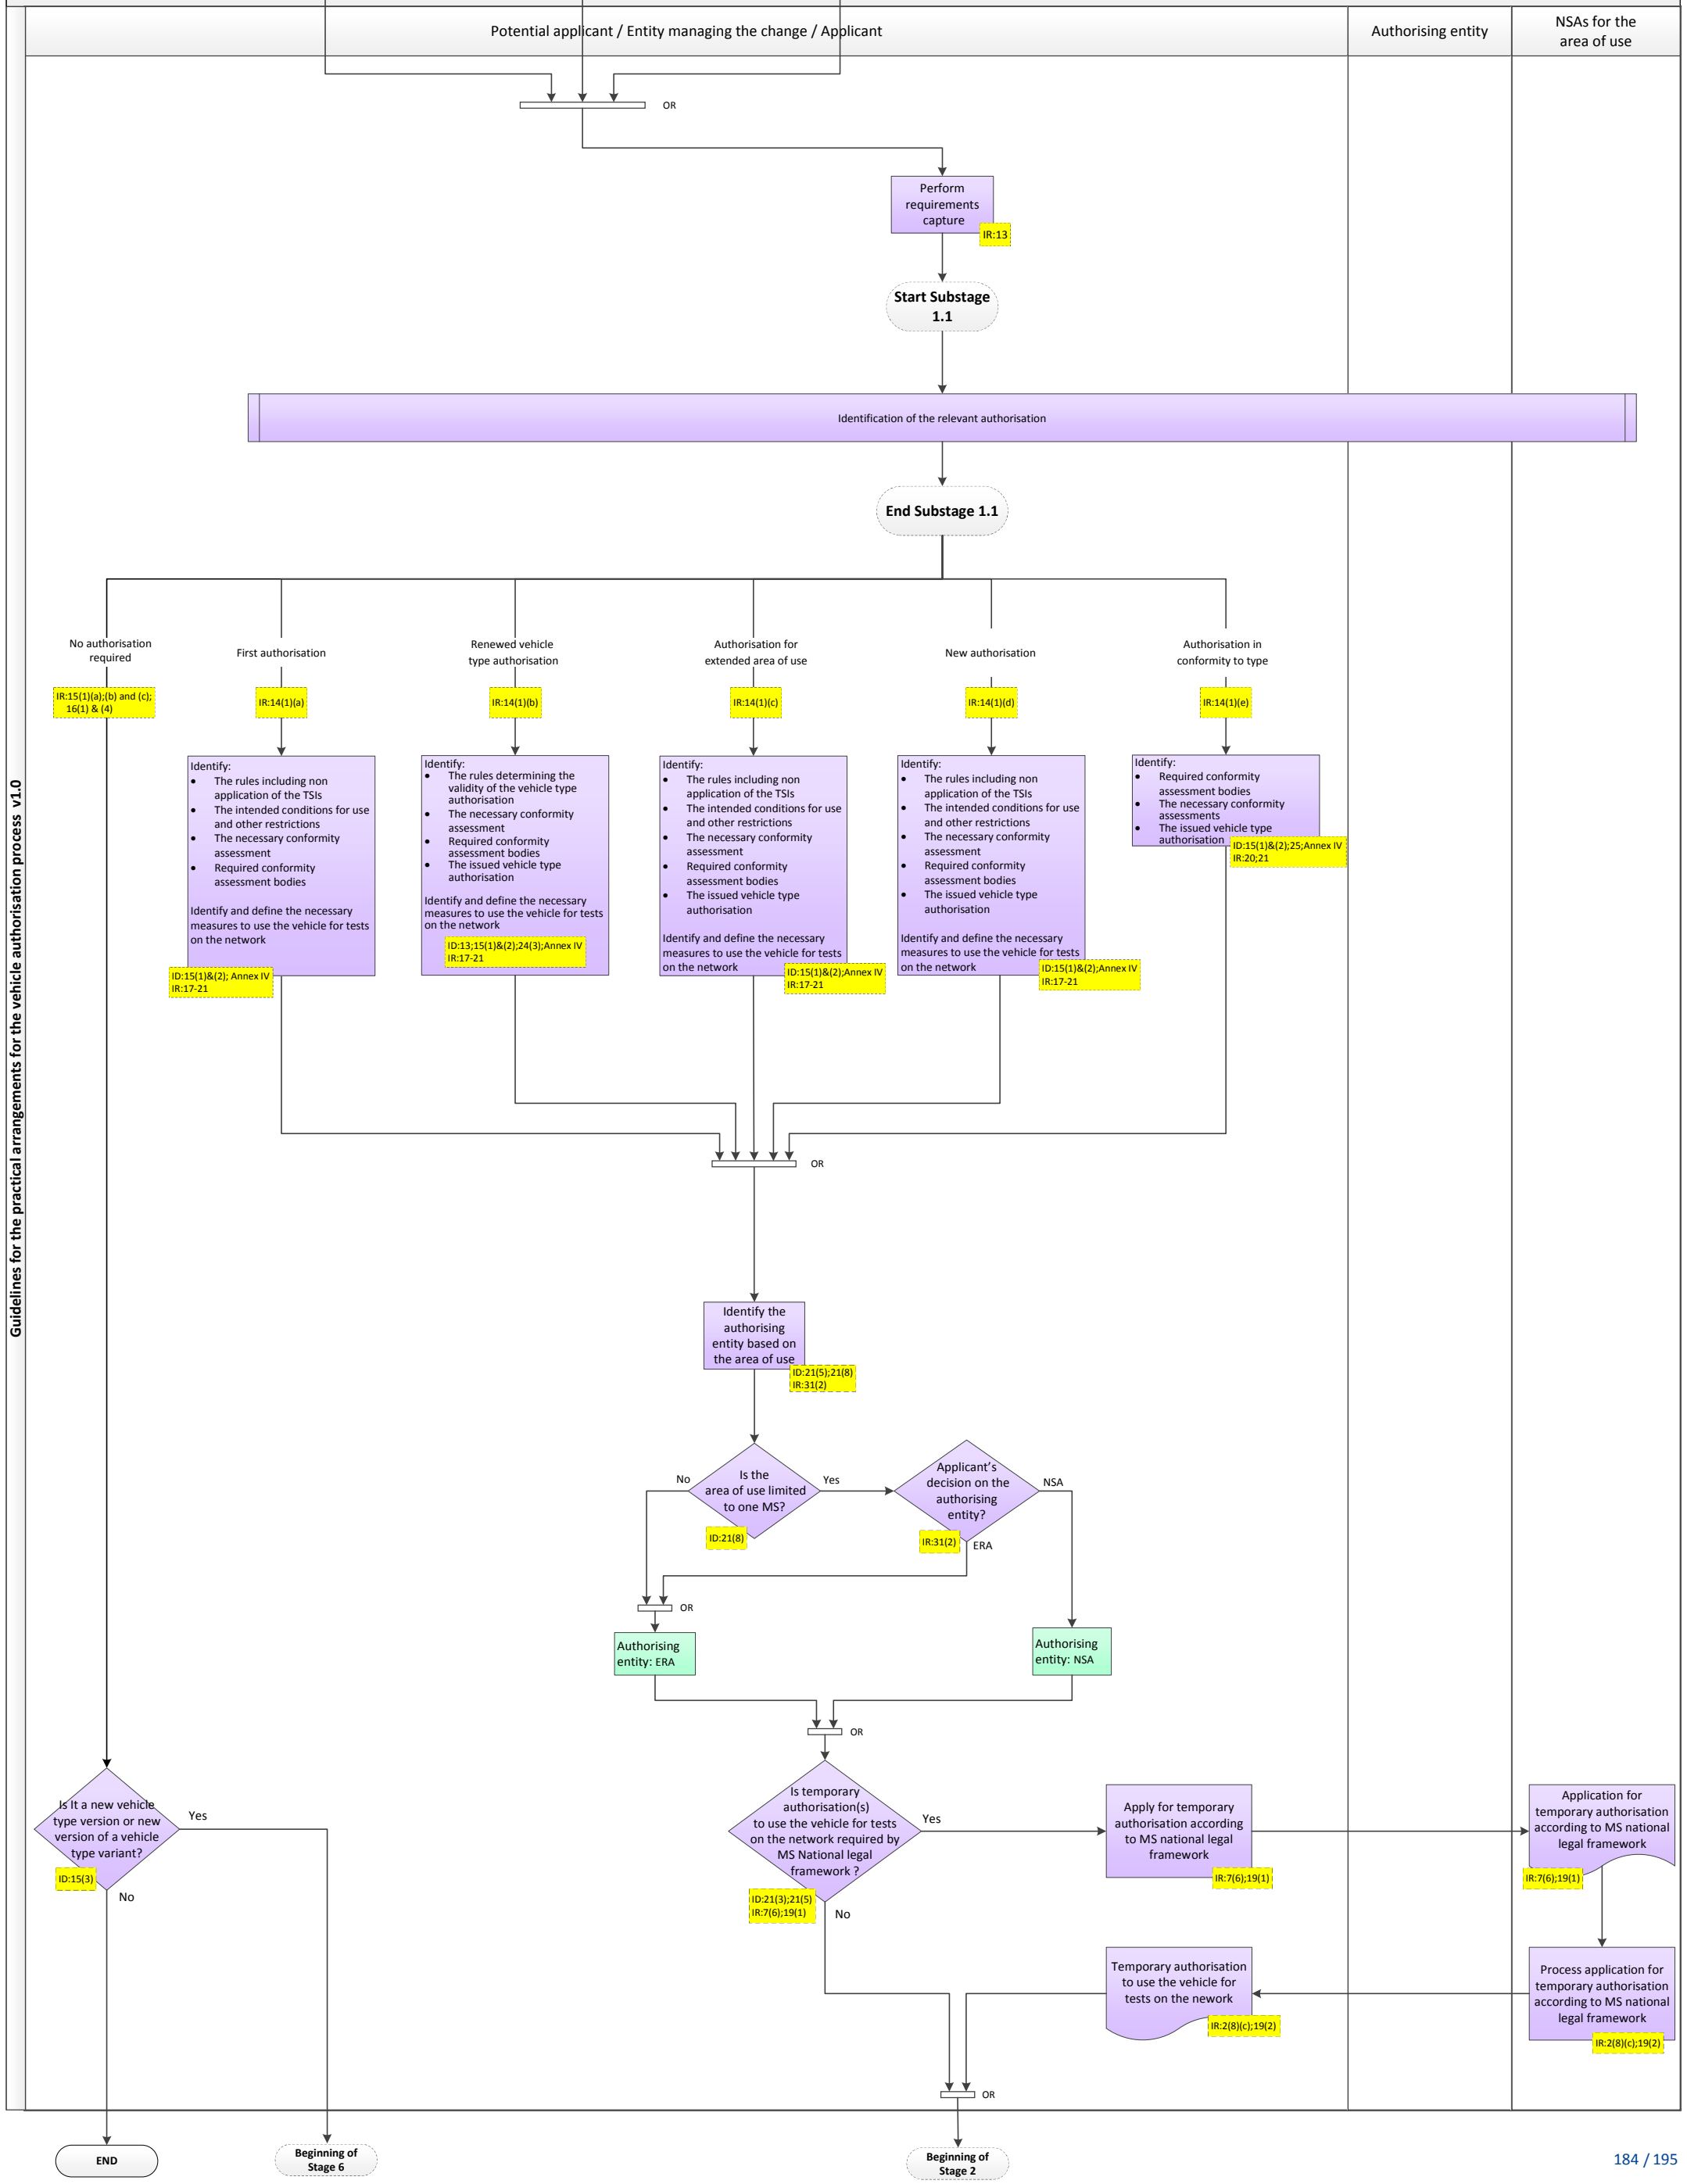 Guidelines for the practical arrangements for the vehicle authorisation process  v1.0
Potential applicant / Entity managing the change / Applicant
Authorising entity
NSAs for the
area of use
OR
Perform
requirements
capture
IR:13
Start Substage
1.1
Identification of the relevant authorisation
End Substage 1.1
No authorisation
required
IR:15(1)(a);(b) and (c);
16(1) & (4)
First authorisation
IR:14(1)(a)
Renewed vehicle
type authorisation
IR:14(1)(b)
Authorisation for
extended area of use
IR:14(1)(c)
New authorisation
IR:14(1)(d)
Authorisation in
conformity to type
IR:14(1)(e)
Identify:
• The rules including non
application of the TSIs
• The intended conditions for use
and other restrictions
• The necessary conformity
assessment
• Required conformity
assessment bodies
Identify and define the necessary
measures to use the vehicle for tests
on the network
ID:15(1)&(2); Annex IV
IR:17-21
Identify:
• The rules determining the
validity of the vehicle type
authorisation
• The necessary conformity
assessment
• Required conformity
assessment bodies
• The issued vehicle type
authorisation
Identify and define the necessary
measures to use the vehicle for tests
on the network
ID:13;15(1)&(2);24(3);Annex IV
IR:17-21
Identify:
• The rules including non
application of the TSIs
• The intended conditions for use
and other restrictions
• The necessary conformity
assessment
• Required conformity
assessment bodies
• The issued vehicle type
authorisation
Identify and define the necessary
measures to use the vehicle for tests
on the network
ID:15(1)&(2);Annex IV
IR:17-21
Identify:
• The rules including non
application of the TSIs
• The intended conditions for use
and other restrictions
• The necessary conformity
assessment
• Required conformity
assessment bodies
• The issued vehicle type
authorisation
Identify and define the necessary
measures to use the vehicle for tests
on the network
ID:15(1)&(2);Annex IV
IR:17-21
Identify:
• Required conformity
assessment bodies
• The necessary conformity
assessments
• The issued vehicle type
authorisation
ID:15(1)&(2);25;Annex IV
IR:20;21
OR
Identify the
authorising
entity based on
the area of use
ID:21(5);21(8)
IR:31(2)
Is the
area of use limited
to one MS?
No
Yes
ID:21(8)
Applicant's
decision on the
authorising
entity?
NSA
IR:31(2)
ERA
OR
Authorising
entity: ERA
Authorising
entity: NSA
OR
Is It a new vehicle
type version or new
version of a vehicle
type variant?
Yes
ID:15(3)
No
Is temporary
authorisation(s)
to use the vehicle for tests
on the network required by
MS National legal
framework ?
Yes
ID:21(3);21(5)
IR:7(6);19(1)
No
Apply for temporary
authorisation according
to MS national legal
framework
IR:7(6);19(1)
Application for
temporary authorisation
according to MS national
legal framework
IR:7(6);19(1)
Temporary authorisation
to use the vehicle for
tests on the nework
IR:2(8)(c);19(2)
Process application for
temporary authorisation
according to MS national
legal framework
IR:2(8)(c);19(2)
OR
END
Beginning of
Stage 6
Beginning of
Stage 2
184 / 195